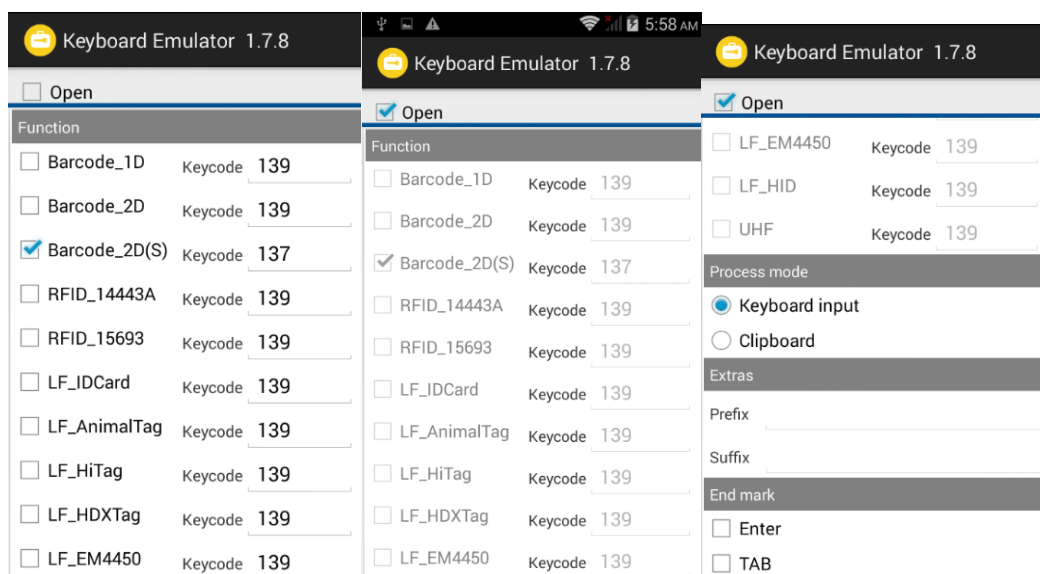 Keyboard Emulator 1.7.8
Open
Function
Barcode_1D Keycode 139
Barcode_2D Keycode 139
Barcode_2D(S) Keycode 137
RFID_14443A Keycode 139
RFID_15693 Keycode 139
LF_IDCard Keycode 139
LF_AnimalTag Keycode 139
LF_HiTag Keycode 139
LF_HDXTag Keycode 139
LF_EM4450 Keycode 139
5:58 AM
Keyboard Emulator 1.7.8
Open
Function
Barcode_1D Keycode 139
Barcode_2D Keycode 139
Barcode_2D(S) Keycode 137
RFID_14443A Keycode 139
RFID_15693 Keycode 139
LF_IDCard Keycode 139
LF_AnimalTag Keycode 139
LF_HiTag Keycode 139
LF_HDXTag Keycode 139
LF_EM4450 Keycode 139
Keyboard Emulator 1.7.8
Open
LF_EM4450 Keycode 139
LF_HID Keycode 139
UHF Keycode 139
Process mode
Keyboard input
Clipboard
Extras
Prefix
Suffix
End mark
Enter
TAB